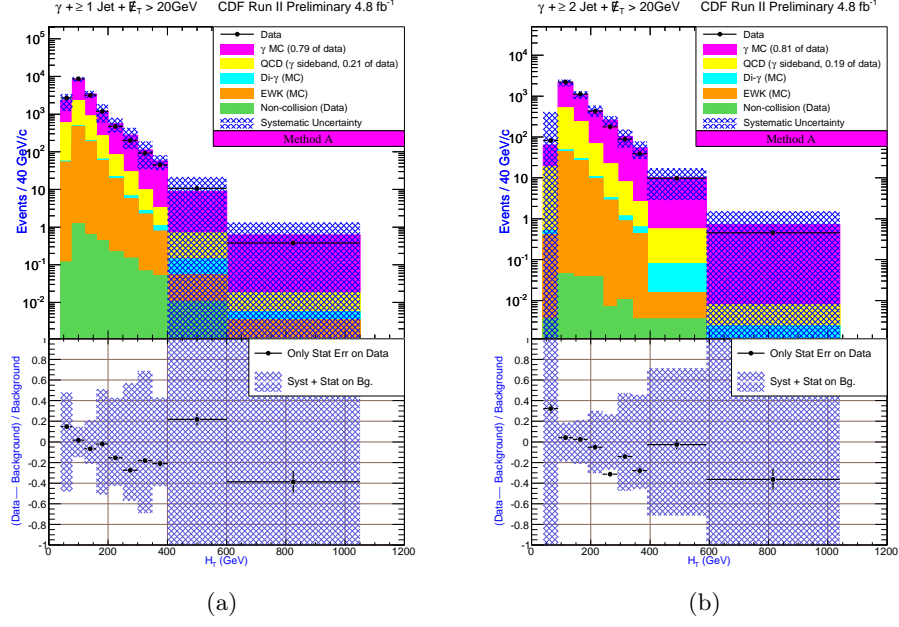 γ + ≥ 1 Jet + E̸_T > 20GeV CDF Run II Preliminary 4.8 fb⁻¹
Data
γ MC (0.79 of data)
QCD (γ sideband, 0.21 of data)
Di-γ (MC)
EWK (MC)
Non-collision (Data)
Systematic Uncertainty
Method A
Events / 40 GeV/c
10⁵
10⁴
10³
10²
10
1
10⁻¹
10⁻²
Only Stat Err on Data
Syst + Stat on Bg.
(Data— Background) / Background
0.8
0.6
0.4
0.2
0
-0.2
-0.4
-0.6
-0.8
-1
0 200 400 600 800 1000 1200
H_T (GeV)
(a)
γ + ≥ 2 Jet + E̸_T > 20GeV CDF Run II Preliminary 4.8 fb⁻¹
Data
γ MC (0.81 of data)
QCD (γ sideband, 0.19 of data)
Di-γ (MC)
EWK (MC)
Non-collision (Data)
Systematic Uncertainty
Method A
Events / 40 GeV/c
10⁴
10³
10²
10
1
10⁻¹
10⁻²
Only Stat Err on Data
Syst + Stat on Bg.
(Data— Background) / Background
0.8
0.6
0.4
0.2
0
-0.2
-0.4
-0.6
-0.8
-1
0 200 400 600 800 1000 1200
H_T (GeV)
(b)